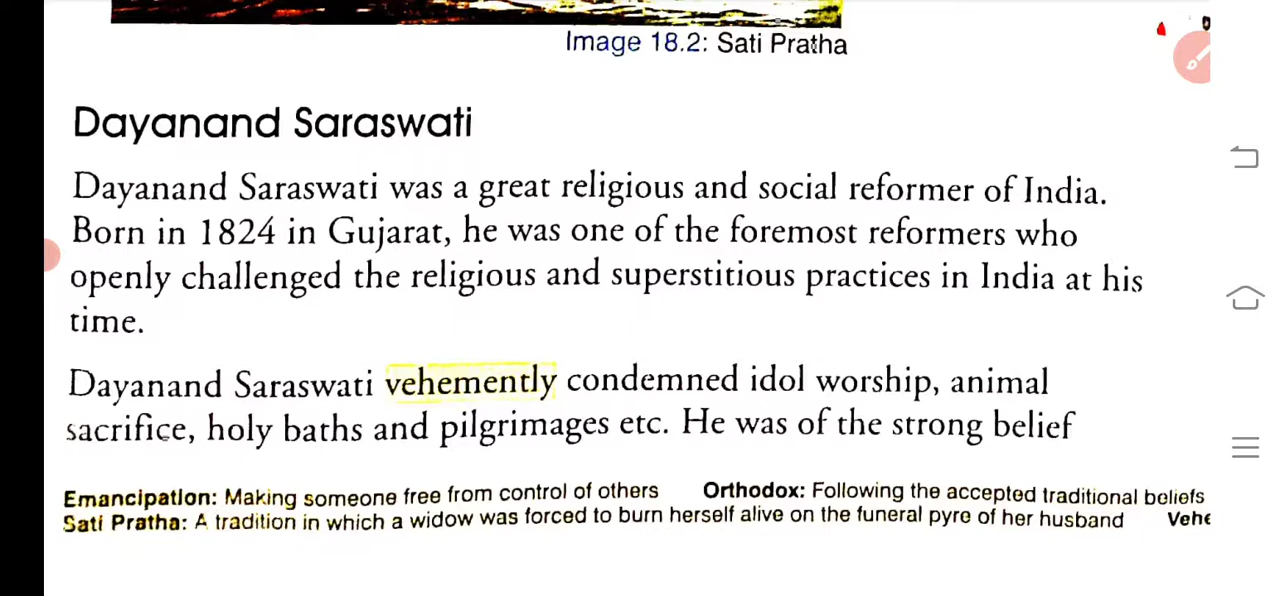 Image 18.2: Sati Pratha
Dayanand Saraswati
Dayanand Saraswati was a great religious and social reformer of India.
Born in 1824 in Gujarat, he was one of the foremost reformers who
openly challenged the religious and superstitious practices in India at his
time.
Dayanand Saraswati vehemently condemned idol worship, animal
sacrifice, holy baths and pilgrimages etc. He was of the strong belief
Emancipation: Making someone free from control of others Orthodox: Following the accepted traditional beliefs
Sati Pratha: A tradition in which a widow was forced to burn herself alive on the funeral pyre of her husband